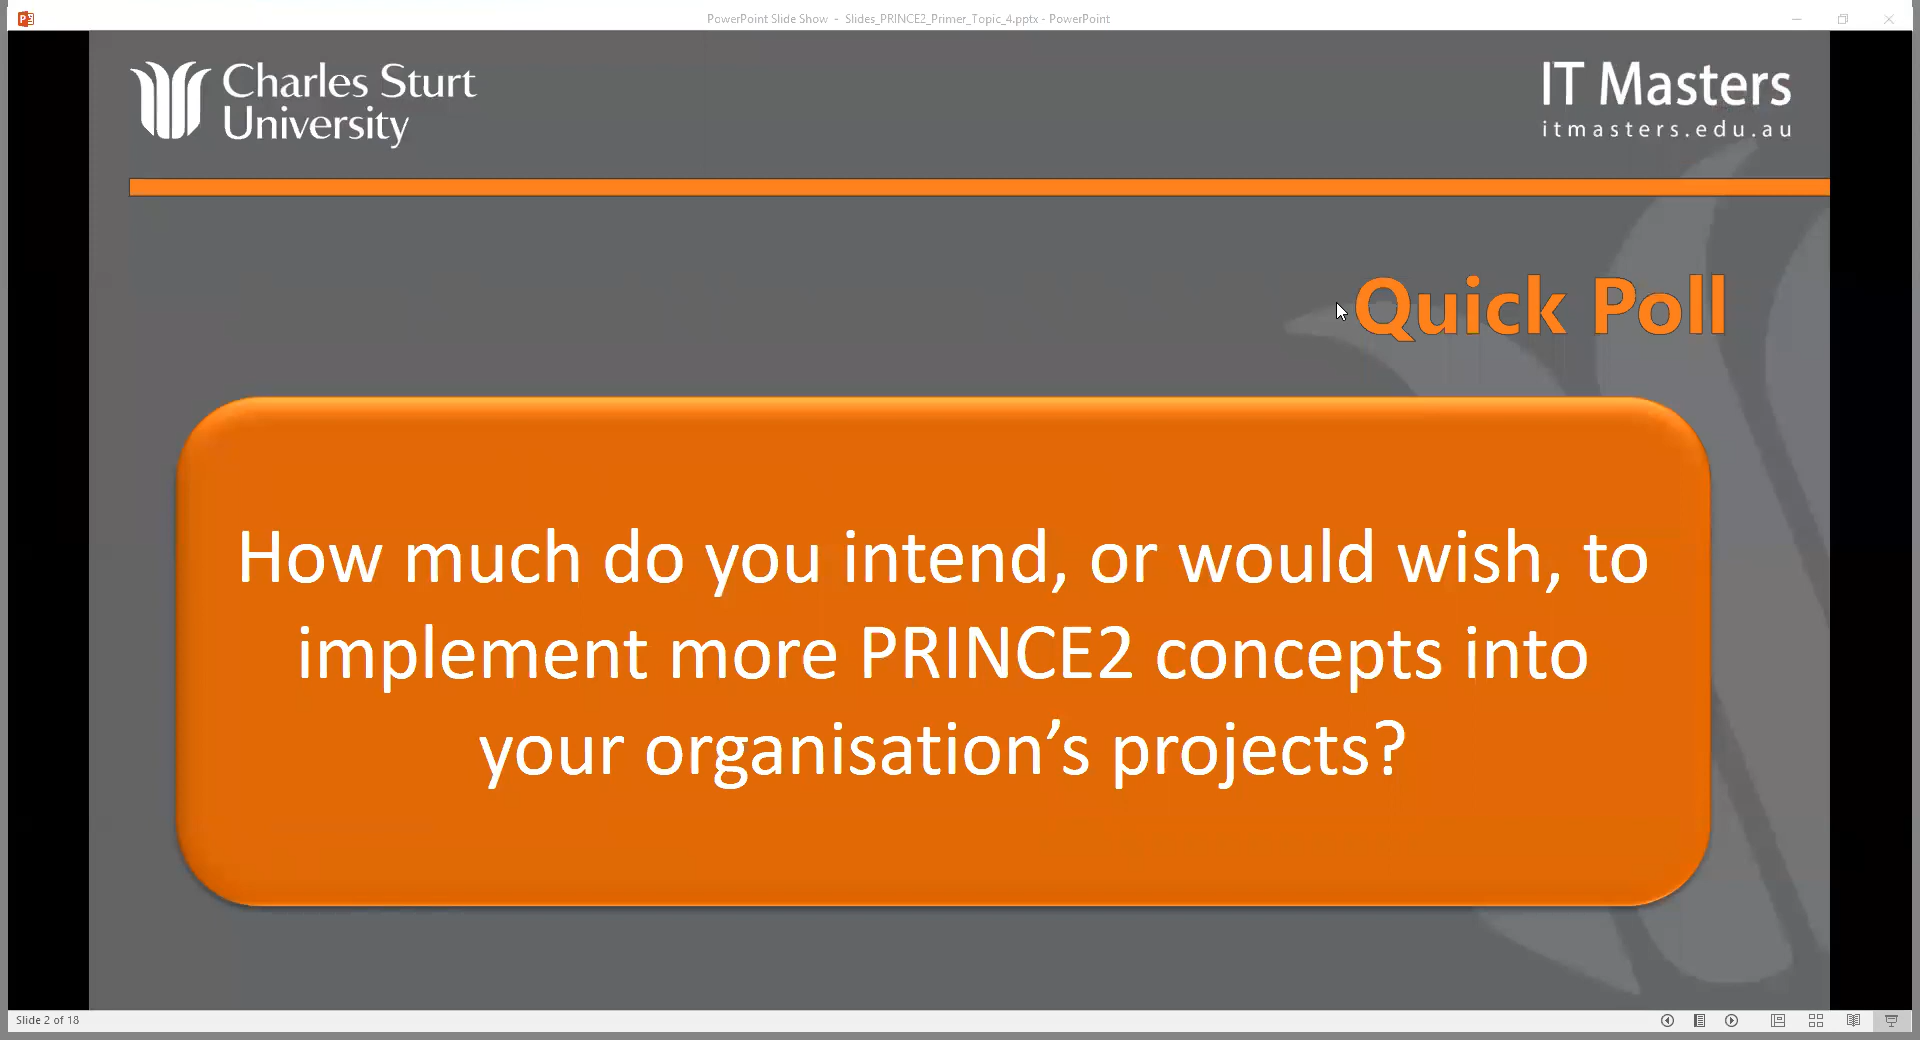 PowerPoint Slide Show - Slides_PRINCE2_Primer_Topic_4.pptx - PowerPoint
Charles Sturt
University
IT Masters
itmasters.edu.au
Quick Poll
How much do you intend, or would wish, to
implement more PRINCE2 concepts into
your organisation’s projects?
Slide 2 of 18